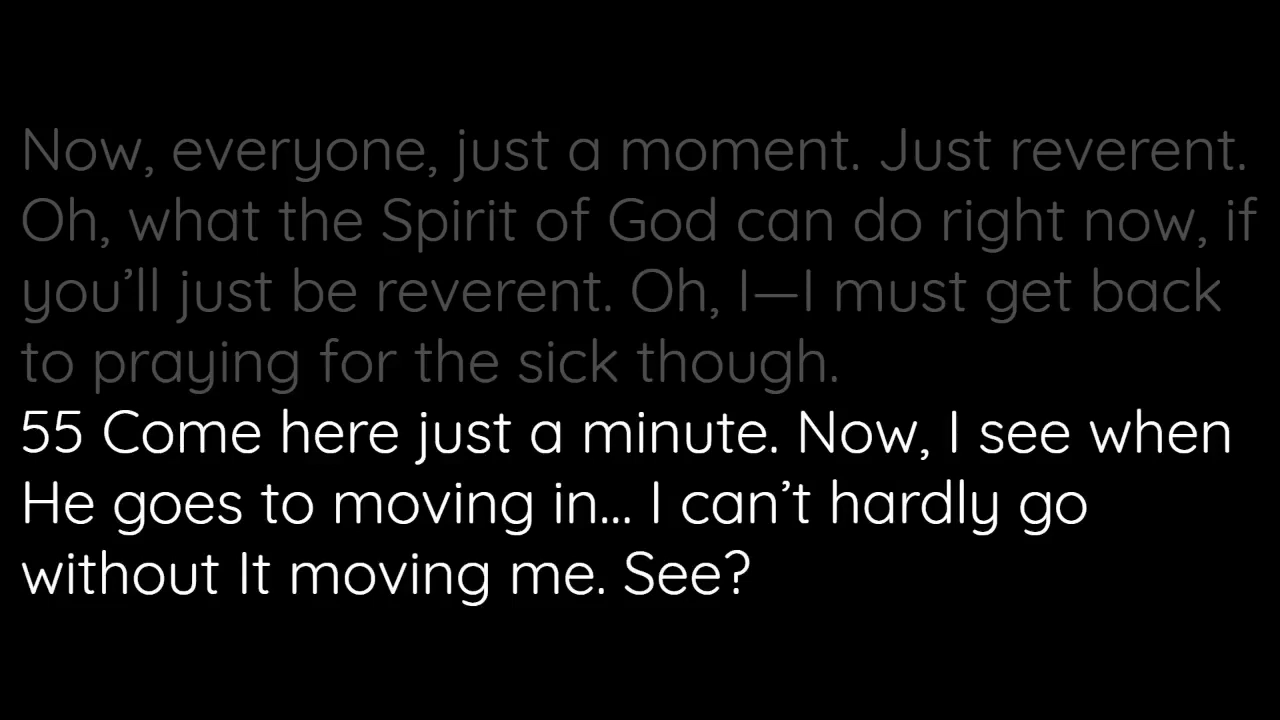 Now, everyone, just a moment. Just reverent.
Oh, what the Spirit of God can do right now, if
you’ll just be reverent. Oh, I—I must get back
to praying for the sick though.
55 Come here just a minute. Now, I see when
He goes to moving in... I can’t hardly go
without It moving me. See?